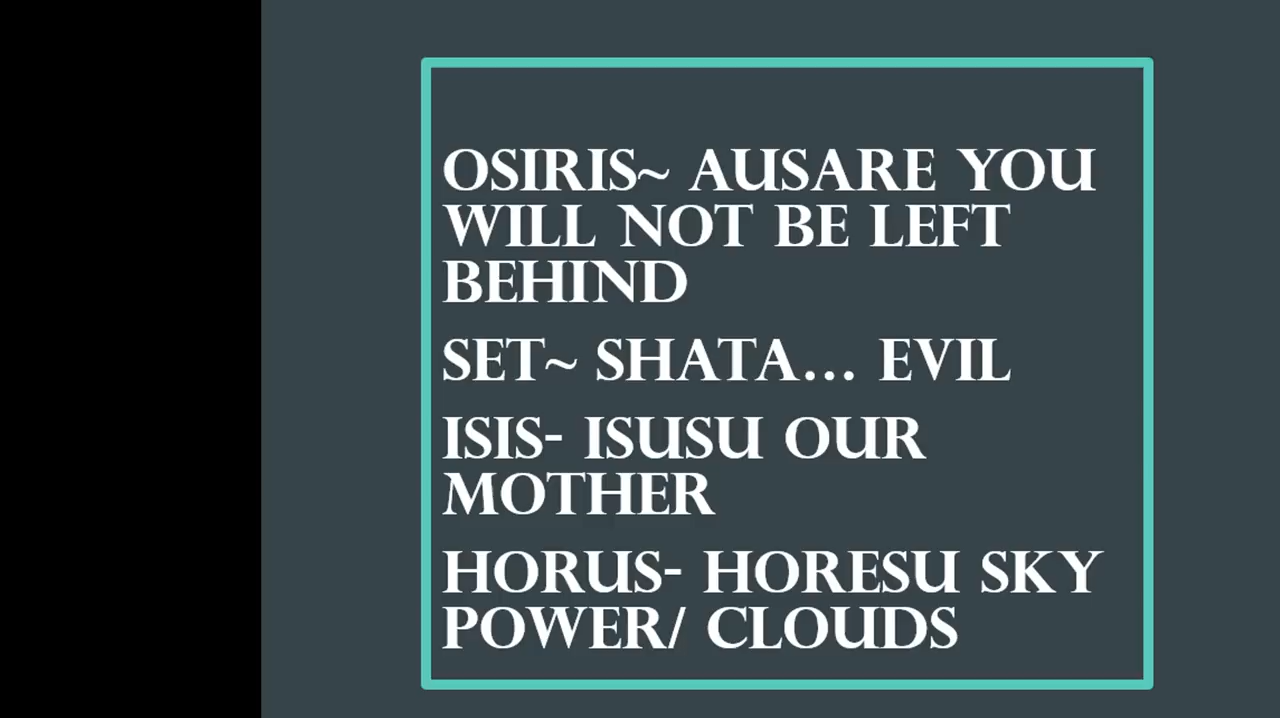 OSIRIS~ AUSARE YOU
WILL NOT BE LEFT
BEHIND
SET~ SHATA... EVIL
ISIS- ISUSU OUR
MOTHER
HORUS- HORESU SKY
POWER/ CLOUDS